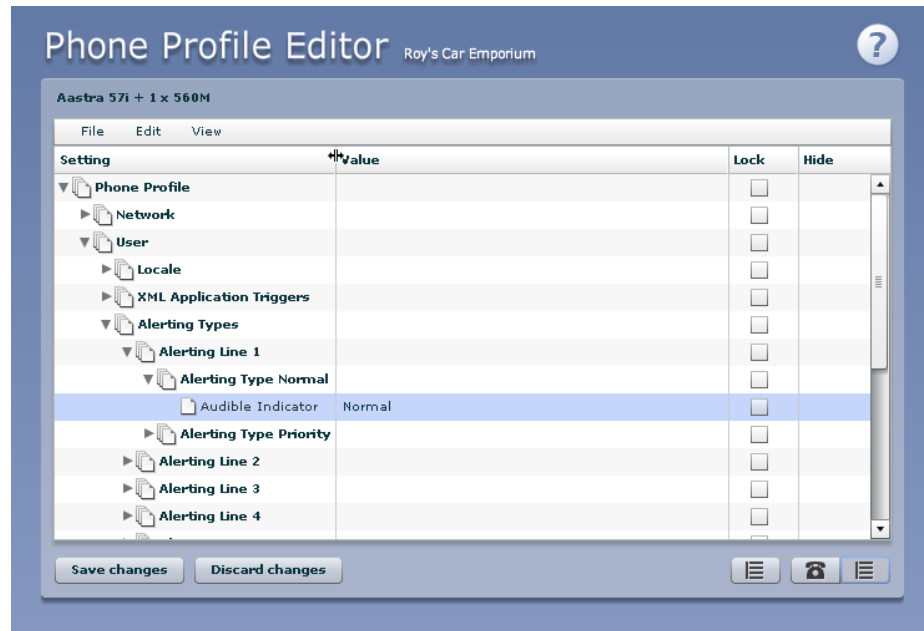 Phone Profile Editor Roy's Car Emporium ?
Aastra 57i + 1 x 560M
File Edit View
Setting Value Lock Hide
Phone Profile
Network
User
Locale
XML Application Triggers
Alerting Types
Alerting Line 1
Alerting Type Normal
Audible Indicator Normal
Alerting Type Priority
Alerting Line 2
Alerting Line 3
Alerting Line 4
Save changes Discard changes